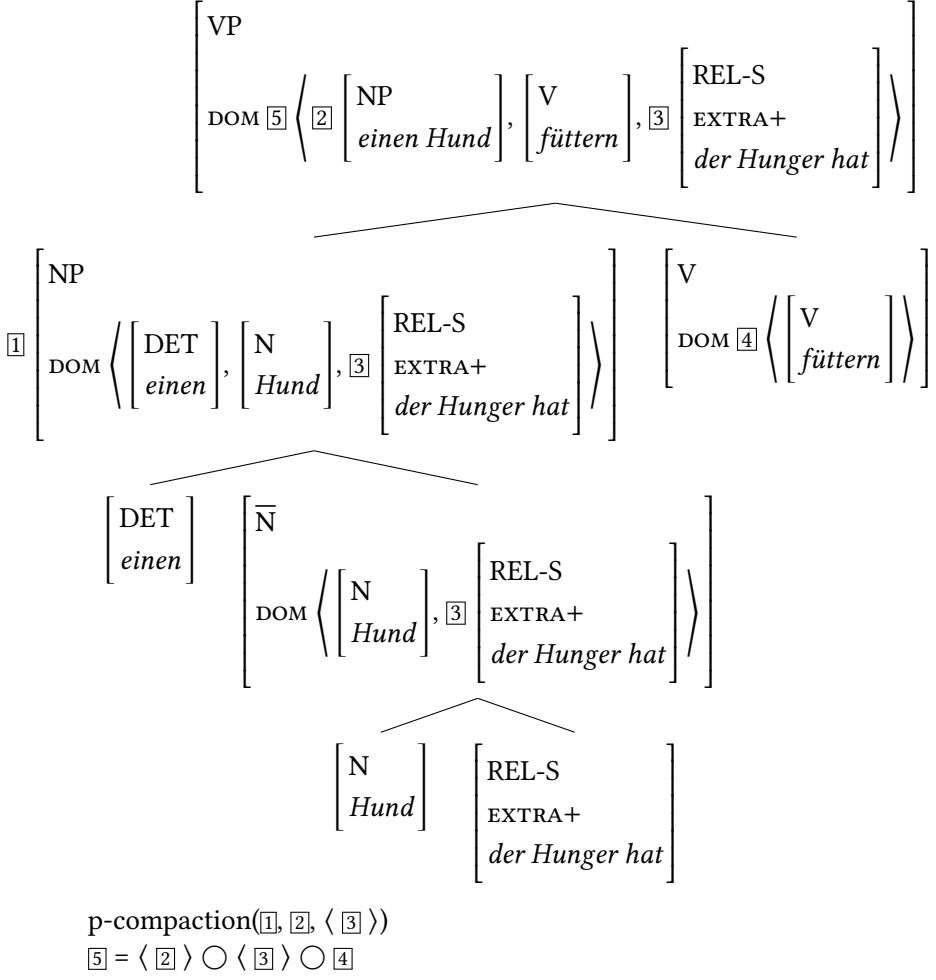 VP
DOM 5 ⟨ 2 [NP einen Hund], [V füttern], 3 [REL-S EXTRA+ der Hunger hat] ⟩
1 NP
DOM ⟨ [DET einen], [N Hund], 3 [REL-S EXTRA+ der Hunger hat] ⟩
V
DOM 4 ⟨ [V füttern] ⟩
DET
einen
N̅
DOM ⟨ [N Hund], 3 [REL-S EXTRA+ der Hunger hat] ⟩
N
Hund
REL-S
EXTRA+
der Hunger hat
p-compaction(1, 2, ⟨ 3 ⟩)
5 = ⟨ 2 ⟩ ◯ ⟨ 3 ⟩ ◯ 4